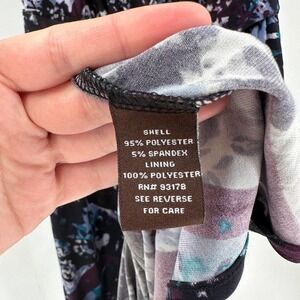 SHELL
95% POLYESTER
5% SPANDEX
LINING
100% POLYESTER
RN# 93178
SEE REVERSE
FOR CARE